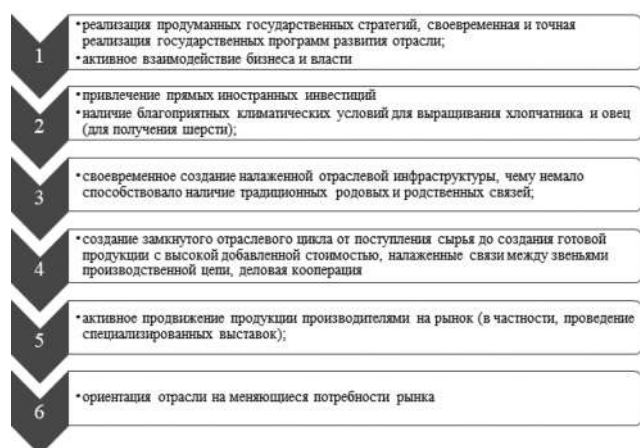 •реализация продуманных государственных стратегий, своевременная и точная
реализация государственных программ развития отрасли;
•активное взаимодействие бизнеса и власти
1
•привлечение прямых иностранных инвестиций
•наличие благоприятных климатических условий для выращивания хлопчатника и овец
(для получения шерсти);
2
•своевременное создание налаженной отраслевой инфраструктуры, чему немало
способствовало наличие традиционных родовых и родственных связей;
3
•создание замкнутого отраслевого цикла от поступления сырья до создания готовой
продукции с высокой добавленной стоимостью, налаженные связи между звеньями
производственной цепи, деловая кооперация
4
•активное продвижение продукции производителями на рынок (в частности, проведение
специализированных выставок);
5
•ориентация отрасли на меняющиеся потребности рынка
6